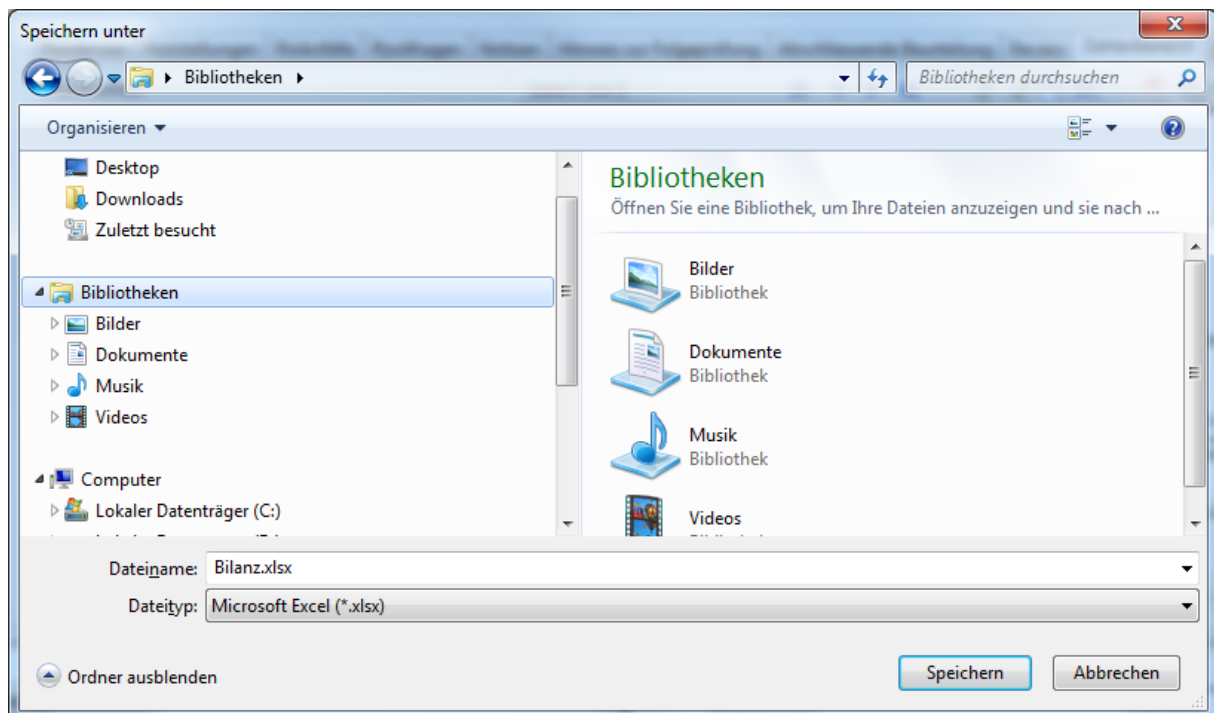 Speichern unter
Bibliotheken
Bibliotheken durchsuchen
Organisieren
Desktop
Downloads
Zuletzt besucht
Bibliotheken
Bilder
Dokumente
Musik
Videos
Computer
Lokaler Datenträger (C:)
Bibliotheken
Öffnen Sie eine Bibliothek, um Ihre Dateien anzuzeigen und sie nach ...
Bilder
Bibliothek
Dokumente
Bibliothek
Musik
Bibliothek
Videos
Dateiname: Bilanz.xlsx
Dateityp: Microsoft Excel (*.xlsx)
Ordner ausblenden
Speichern
Abbrechen